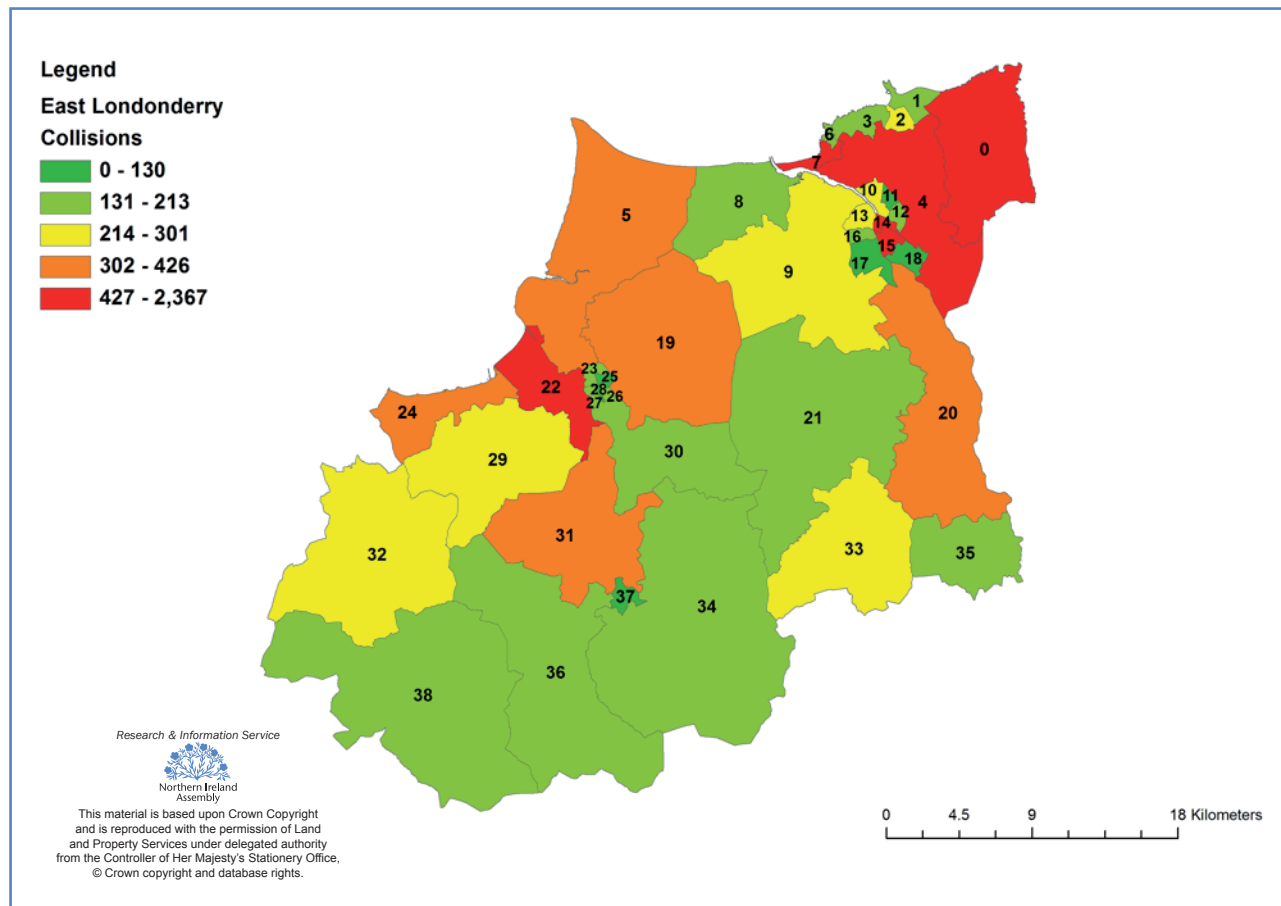 Legend
East Londonderry
Collisions
0 - 130
131 - 213
214 - 301
302 - 426
427 - 2,367
1
2
3
0
6
7
10
11
5
8
4
12
13
14
16
15
17
18
9
19
23
25
22
28
26
27
24
21
20
30
29
31
33
35
32
37
34
36
38
Research & Information Service
Northern Ireland
Assembly
This material is based upon Crown Copyright
and is reproduced with the permission of Land
and Property Services under delegated authority
from the Controller of Her Majesty's Stationery Office,
© Crown copyright and database rights.
0 4.5 9 18 Kilometers